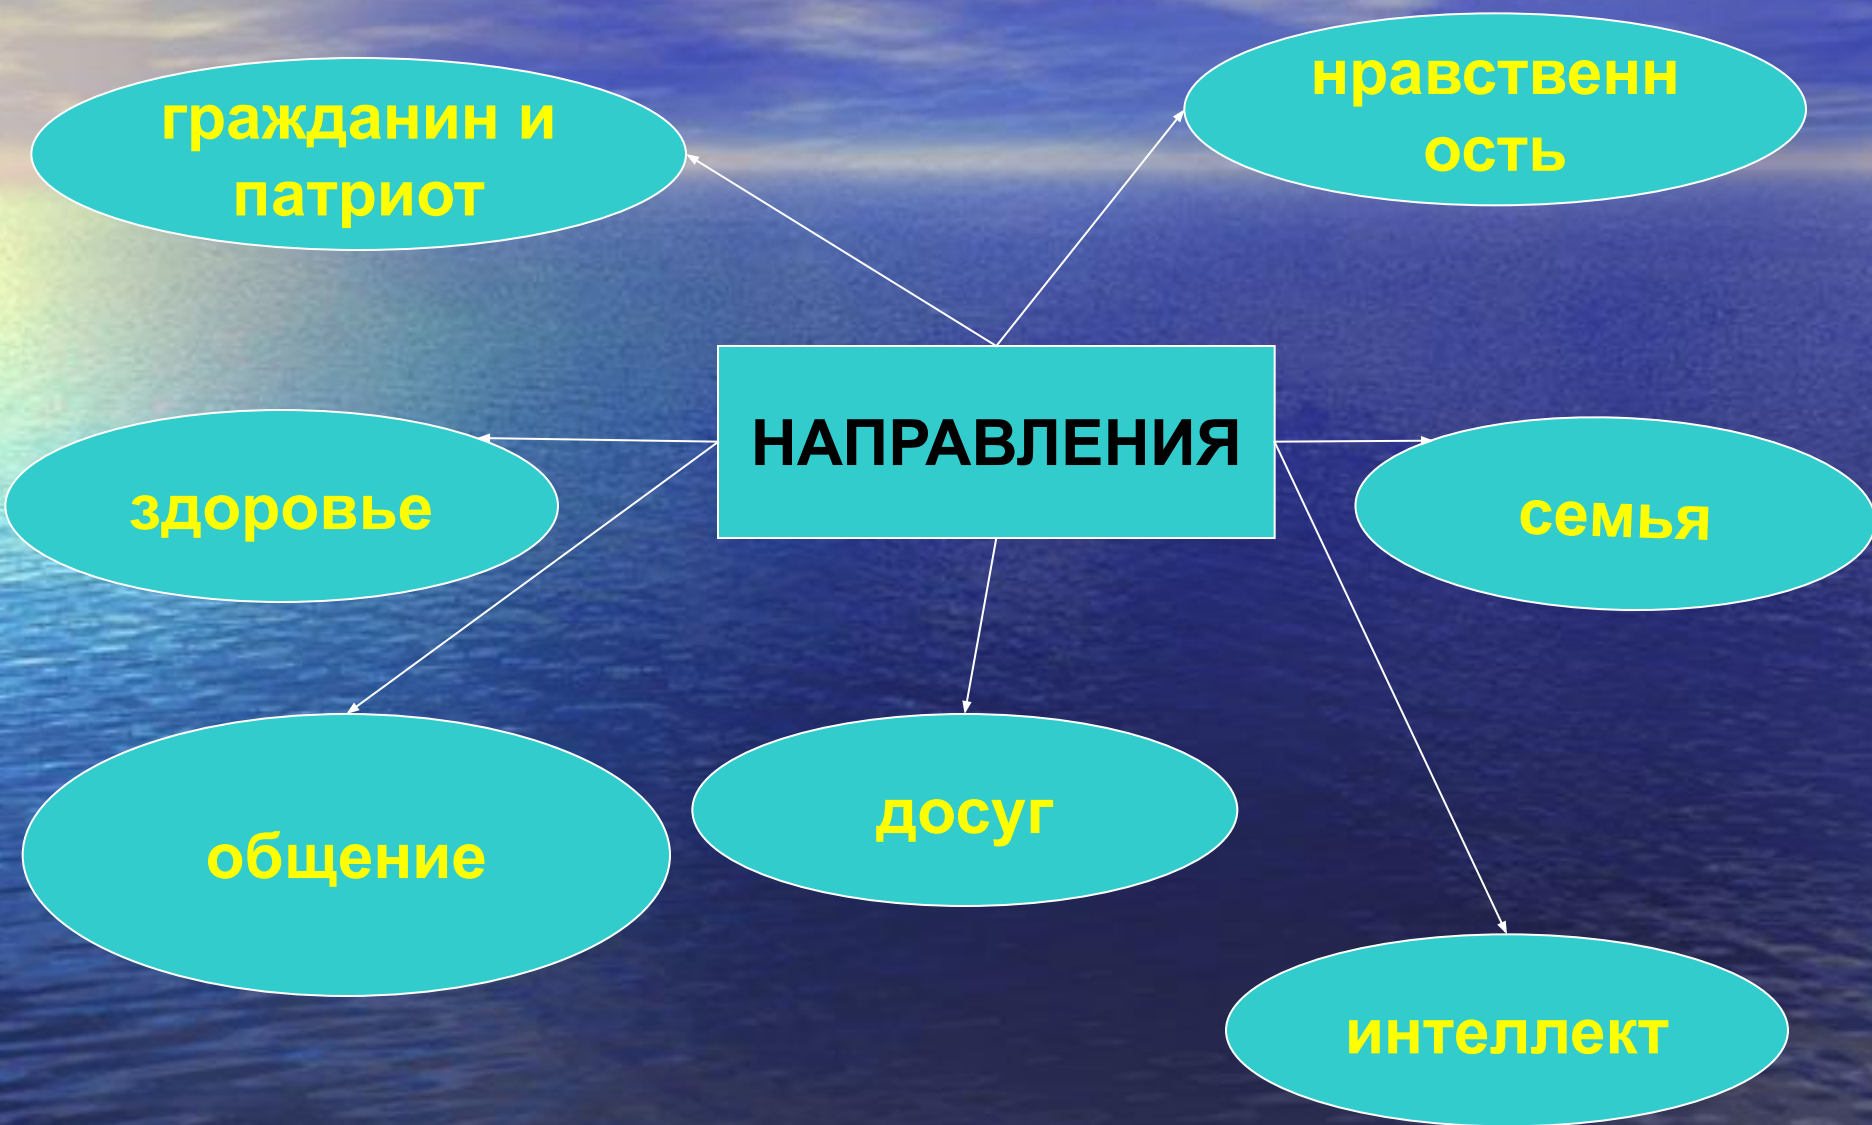 гражданин и
патриот
нравственн
ость
НАПРАВЛЕНИЯ
здоровье
семья
общение
досуг
интеллект